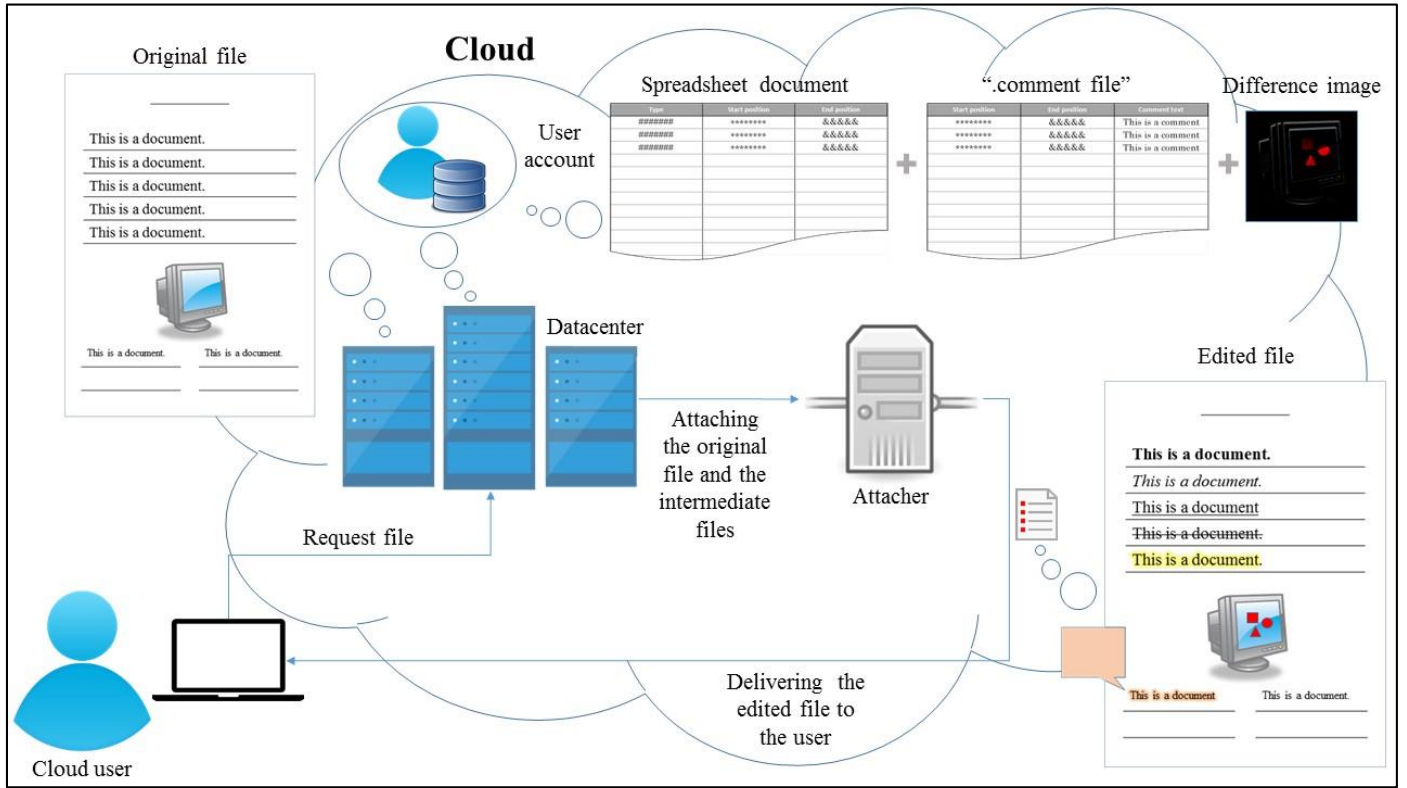 Original file
This is a document.
This is a document.
This is a document.
This is a document.
This is a document.
This is a document. This is a document.
Cloud
User
account
Spreadsheet document
Type Start position End position
####### ******** &&&&&
####### ******** &&&&&
####### ******** &&&&&
+
“.comment file”
Start position End position Comment text
******** &&&&& This is a comment
******** &&&&& This is a comment
******** &&&&& This is a comment
+
Difference image
Datacenter
Attaching
the original
file and the
intermediate
files
Attacher
Request file
Edited file
This is a document.
This is a document.
This is a document
This is a document.
This is a document.
This is a document This is a document.
Delivering the
edited file to
the user
Cloud user